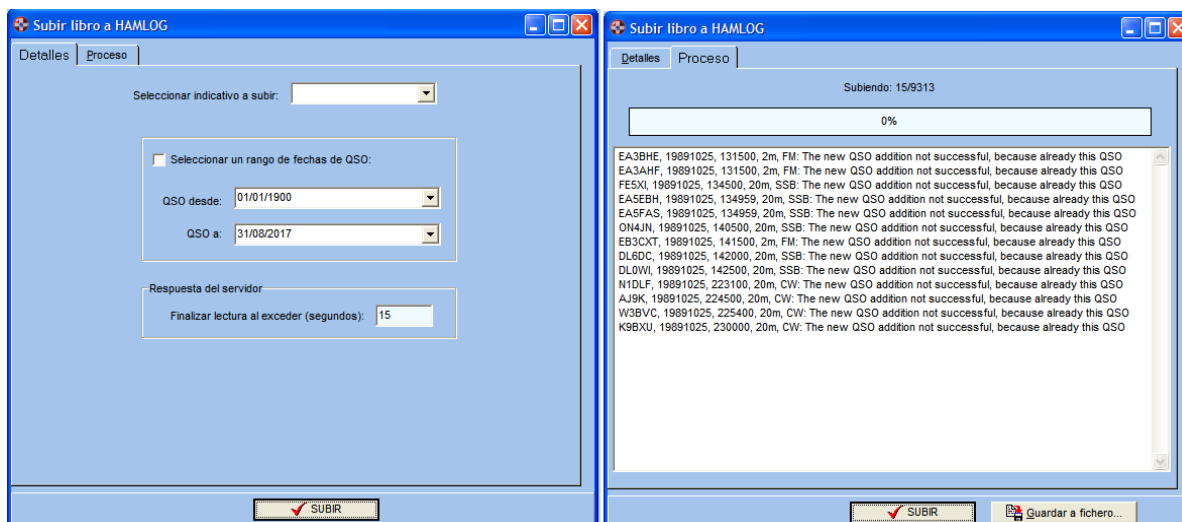 Subir libro a HAMLOG
Detalles
Proceso
Seleccionar indicativo a subir:
Seleccionar un rango de fechas de QSO:
QSO desde: 01/01/1900
QSO a: 31/08/2017
Respuesta del servidor
Finalizar lectura al exceder (segundos): 15
SUBIR
Subir libro a HAMLOG
Detalles
Proceso
Subiendo: 15/9313
0%
EA3BHE, 19891025, 131500, 2m, FM: The new QSO addition not successful, because already this QSO
EA3AHF, 19891025, 131500, 2m, FM: The new QSO addition not successful, because already this QSO
FE5XI, 19891025, 134500, 20m, SSB: The new QSO addition not successful, because already this QSO
EA5EBH, 19891025, 134959, 20m, SSB: The new QSO addition not successful, because already this QSO
EA5FAS, 19891025, 134959, 20m, SSB: The new QSO addition not successful, because already this QSO
ON4JN, 19891025, 140500, 20m, SSB: The new QSO addition not successful, because already this QSO
EB3CXT, 19891025, 141500, 2m, FM: The new QSO addition not successful, because already this QSO
DL6DC, 19891025, 142000, 20m, SSB: The new QSO addition not successful, because already this QSO
DL0WI, 19891025, 142500, 20m, SSB: The new QSO addition not successful, because already this QSO
N1DLF, 19891025, 223100, 20m, CW: The new QSO addition not successful, because already this QSO
AJ9K, 19891025, 224500, 20m, CW: The new QSO addition not successful, because already this QSO
W3BVC, 19891025, 225400, 20m, CW: The new QSO addition not successful, because already this QSO
K9BXU, 19891025, 230000, 20m, CW: The new QSO addition not successful, because already this QSO
SUBIR
Guardar a fichero...